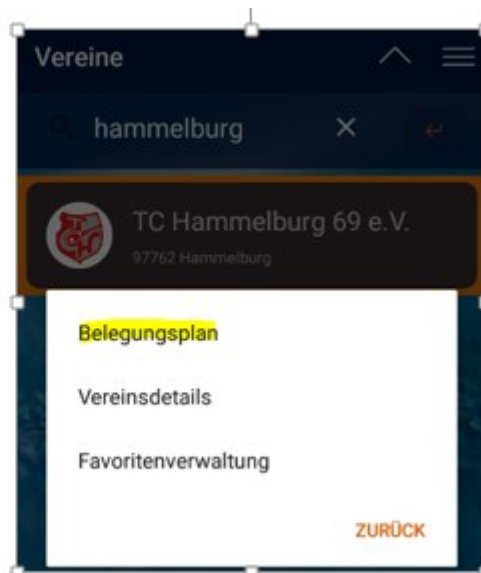 Vereine
hammelburg
TC Hammelburg 69 e.V.
97762 Hammelburg
Belegungsplan
Vereinsdetails
Favoritenverwaltung
ZURÜCK